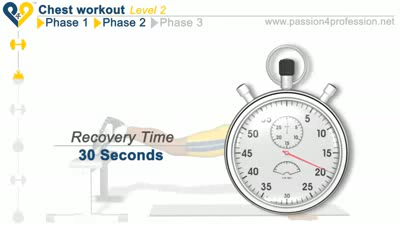 Chest workout Level 2
Phase 1 Phase 2 Phase 3
www.passion4profession.net
Recovery Time
30 Seconds
55 5
50 10
45 15
40 20
35 25
30